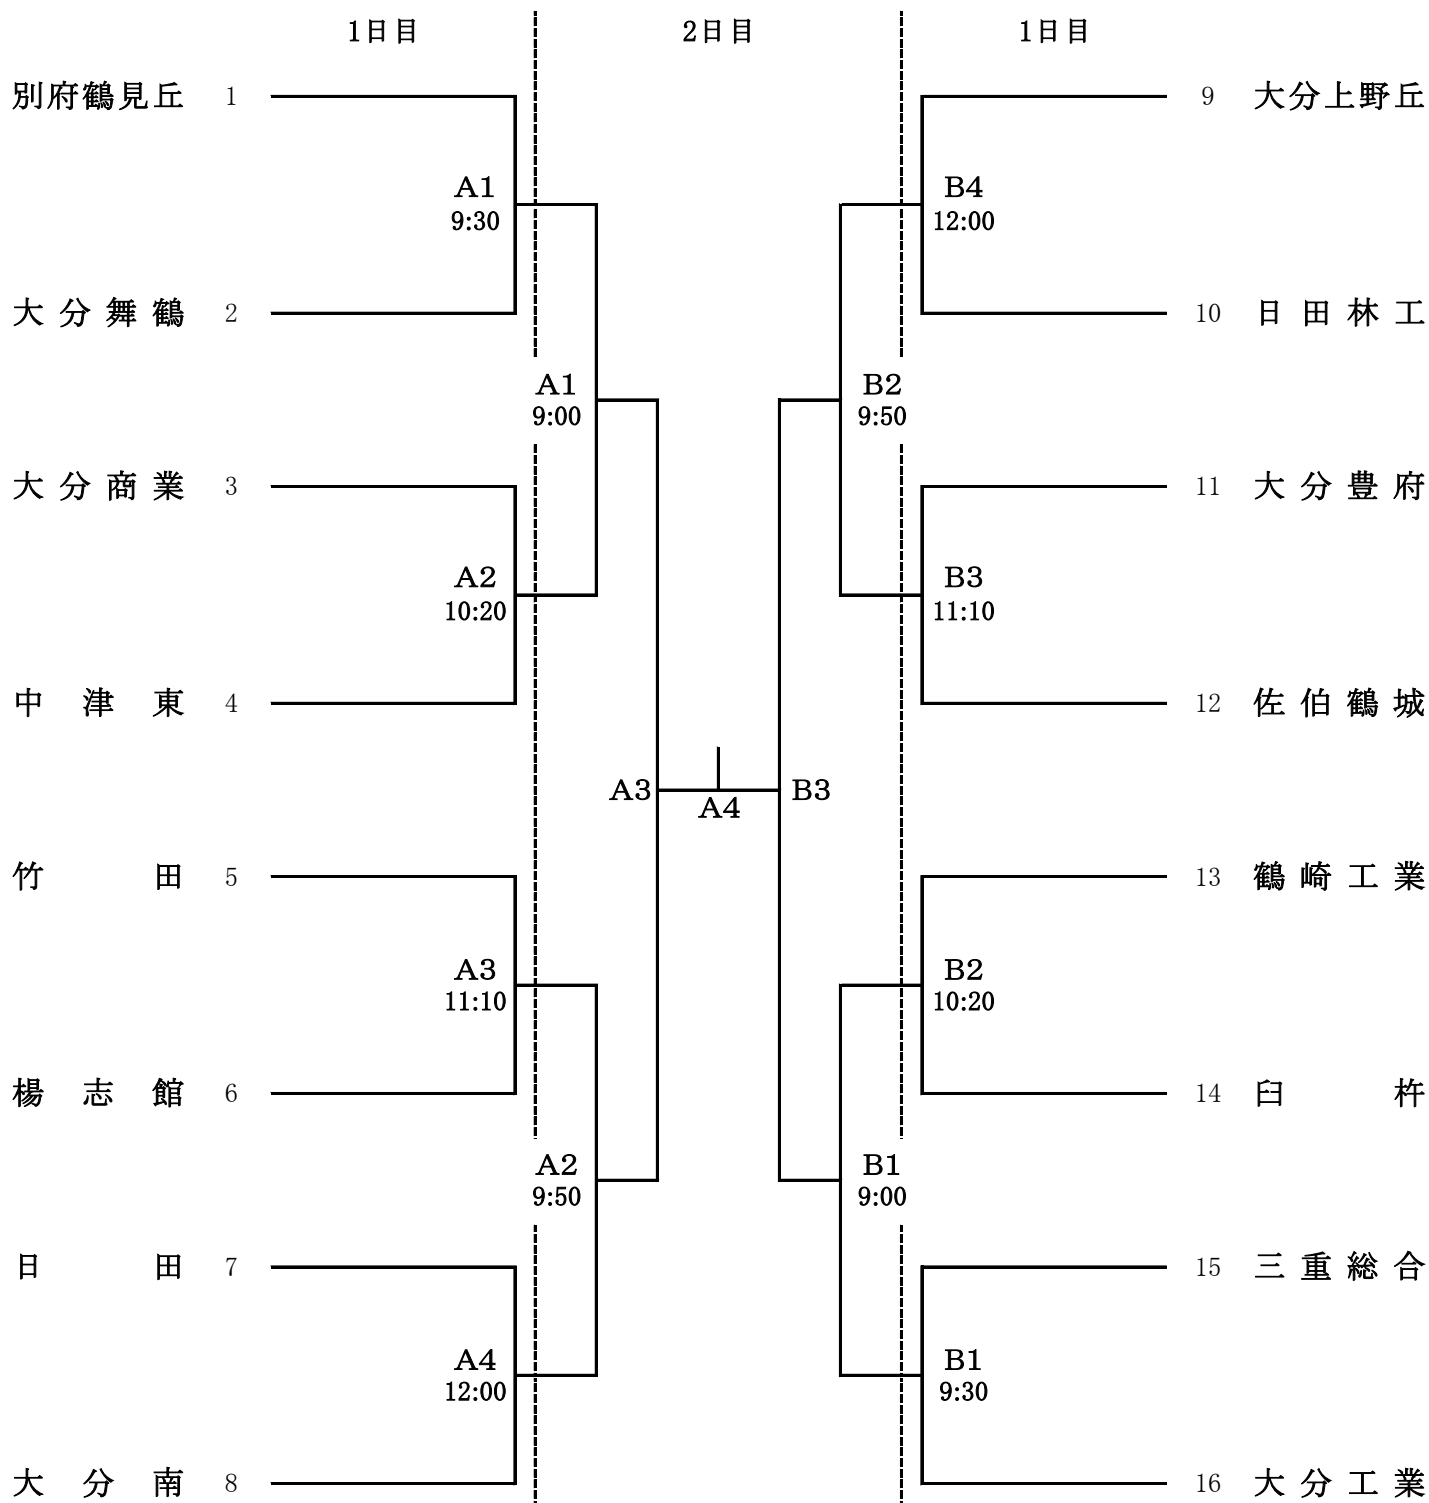 1日目 2日目 1日目
別府鶴見丘 1 9 大分上野丘
A1 B4
9:30 12:00
大分舞鶴 2 10 日田林工
A1 B2
9:00 9:50
大分商業 3 11 大分豊府
A2 B3
10:20 11:10
中津東 4 12 佐伯鶴城
A3 A4 B3
竹田 5 13 鶴崎工業
A3 B2
11:10 10:20
楊志館 6 14 臼杵
A2 B1
9:50 9:00
日田 7 15 三重総合
A4 B1
12:00 9:30
大分南 8 16 大分工業